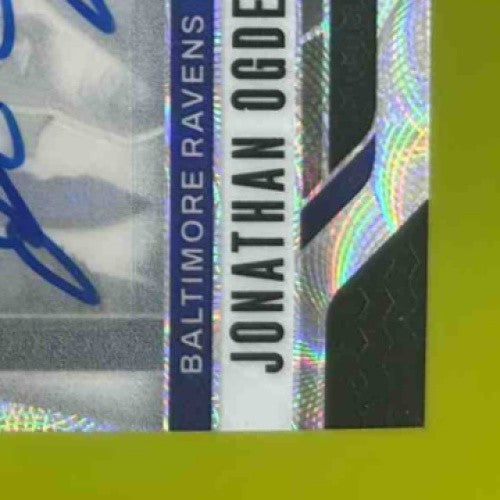 BALTIMORE RAVENS
JONATHAN OGDE